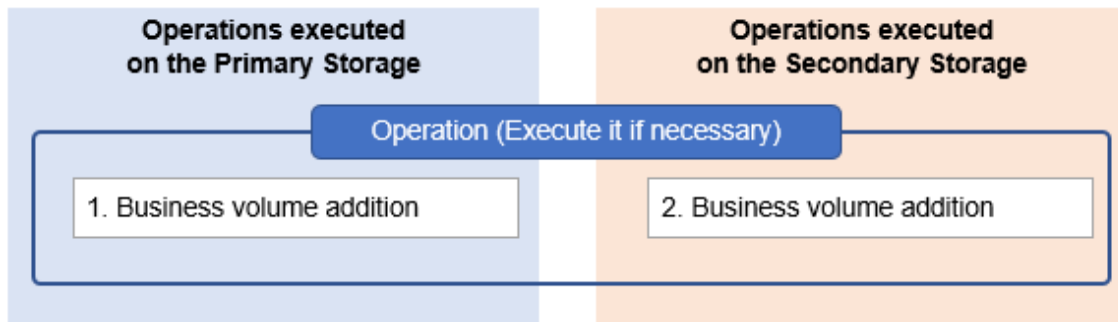 Operations executed
on the Primary Storage
Operations executed
on the Secondary Storage
Operation (Execute it if necessary)
1. Business volume addition
2. Business volume addition